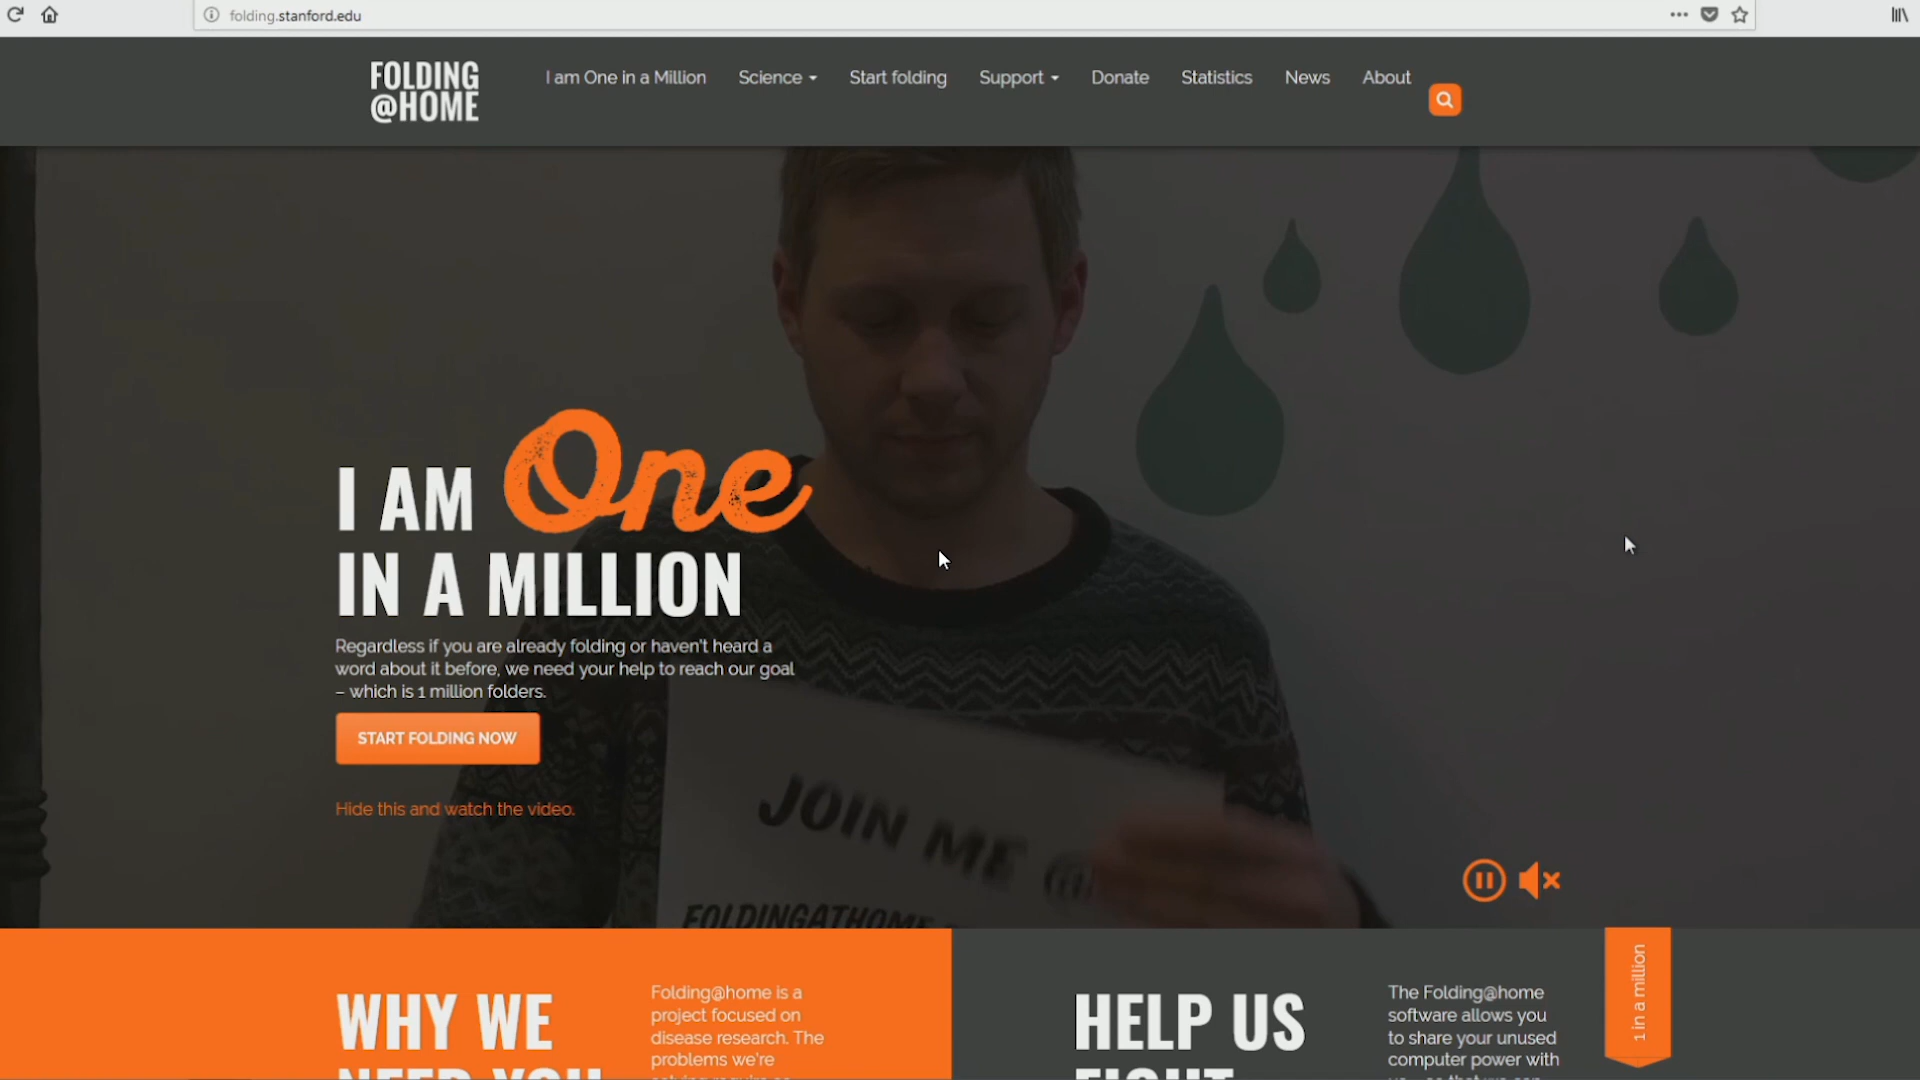 folding.stanford.edu
FOLDING
@HOME
I am One in a Million
Science
Start folding
Support
Donate
Statistics
News
About
I AM One
IN A MILLION
Regardless if you are already folding or haven't heard a
word about it before, we need your help to reach our goal
– which is 1 million folders.
START FOLDING NOW
Hide this and watch the video.
JOIN ME @
FOLDINGATHOME
WHY WE
NEED YOU
Folding@home is a
project focused on
disease research. The
problems we're
HELP US
FIGHT
The Folding@home
software allows you
to share your unused
computer power with
1 in a million